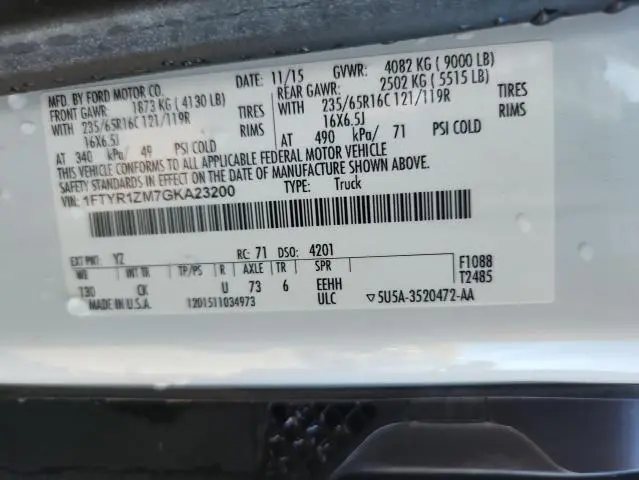 MFD. BY FORD MOTOR CO.
DATE: 11/15 GVWR: 4082 KG ( 9000 LB)
FRONT GAWR: 1873 KG ( 4130 LB) REAR GAWR: 2502 KG ( 5515 LB)
WITH 235/65R16C 121/119R TIRES WITH 235/65R16C 121/119R TIRES
16X6.5J RIMS 16X6.5J RIMS
AT 340 kPa/ 49 PSI COLD AT 490 kPa/ 71 PSI COLD
THIS VEHICLE CONFORMS TO ALL APPLICABLE FEDERAL MOTOR VEHICLE
SAFETY STANDARDS IN EFFECT ON THE DATE OF MANUFACTURE SHOWN ABOVE.
VIN: 1FTYR1ZM7GKA23200 TYPE: Truck
EXT PNT: YZ RC: 71 DSO: 4201 F1088
WB INT TR TP/PS R AXLE TR SPR T2485
130 CK U 73 6 EEHH
MADE IN U.S.A. 1201511034973 ULC ▽5U5A-3520472-AA